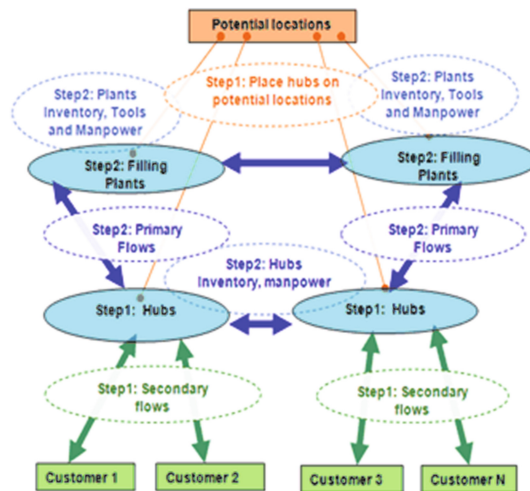 Potential locations
Step2: Plants
Inventory, Tools
and Manpower
Step1: Place hubs on
potential locations
Step2: Plants
Inventory, Tools
and Manpower
Step2: Filling
Plants
Step2: Filling
Plants
Step2: Primary
Flows
Step2: Primary
Flows
Step2: Hubs
Inventory, manpower
Step1: Hubs
Step1: Hubs
Step1: Secondary
flows
Step1: Secondary
flows
Customer 1
Customer 2
Customer 3
Customer N